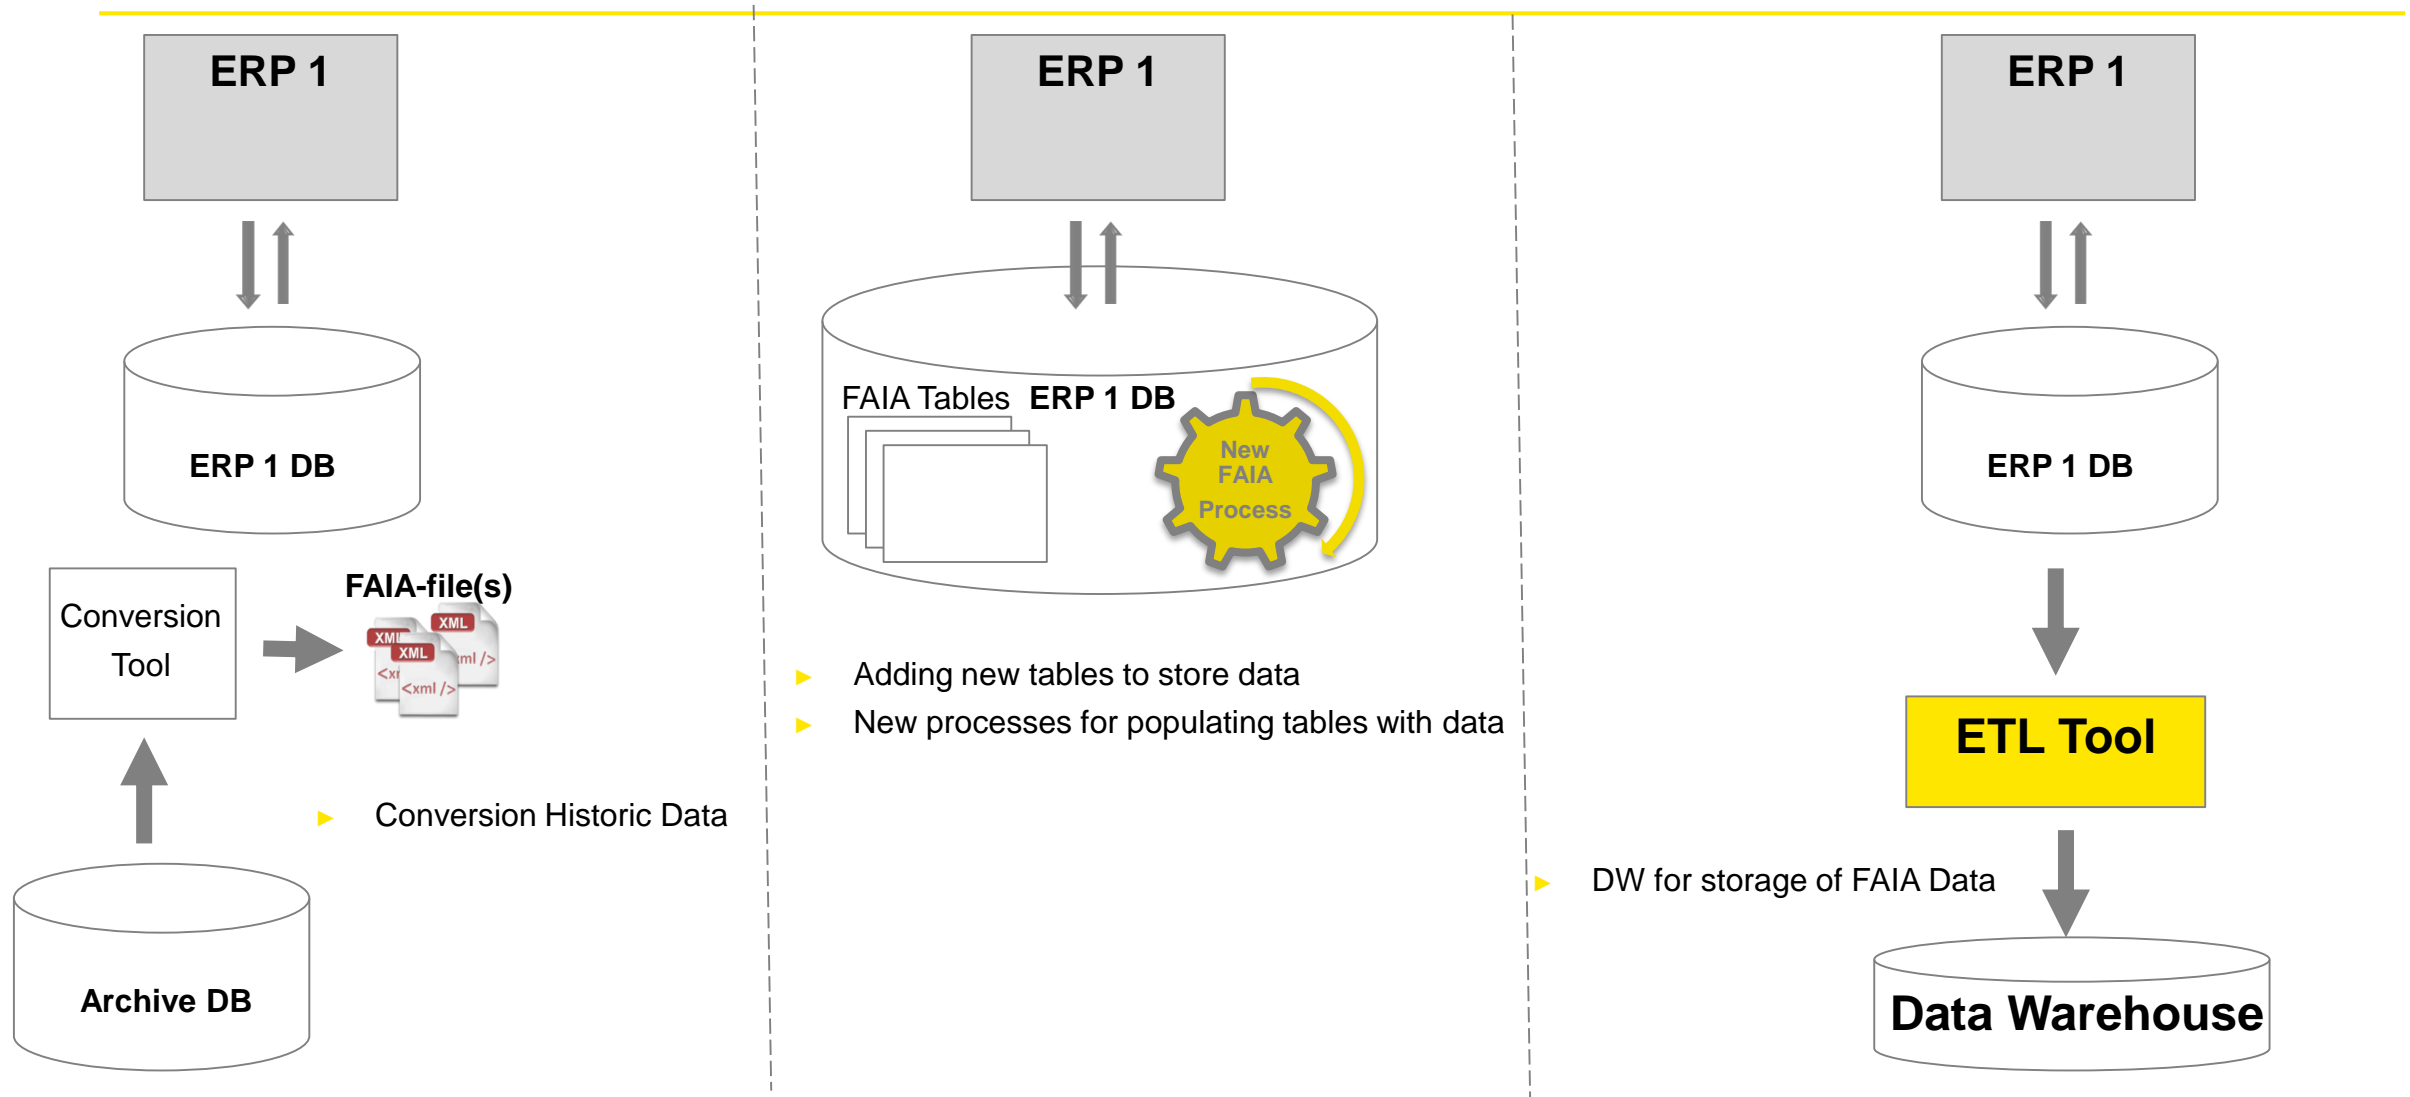 ERP 1
ERP 1 DB
Conversion
Tool
FAIA-file(s)
XML
XML
XML
<xml />
xml />
<xml />
Conversion Historic Data
Archive DB
ERP 1
FAIA Tables ERP 1 DB
New
FAIA
Process
Adding new tables to store data
New processes for populating tables with data
ERP 1
ERP 1 DB
ETL Tool
DW for storage of FAIA Data
Data Warehouse